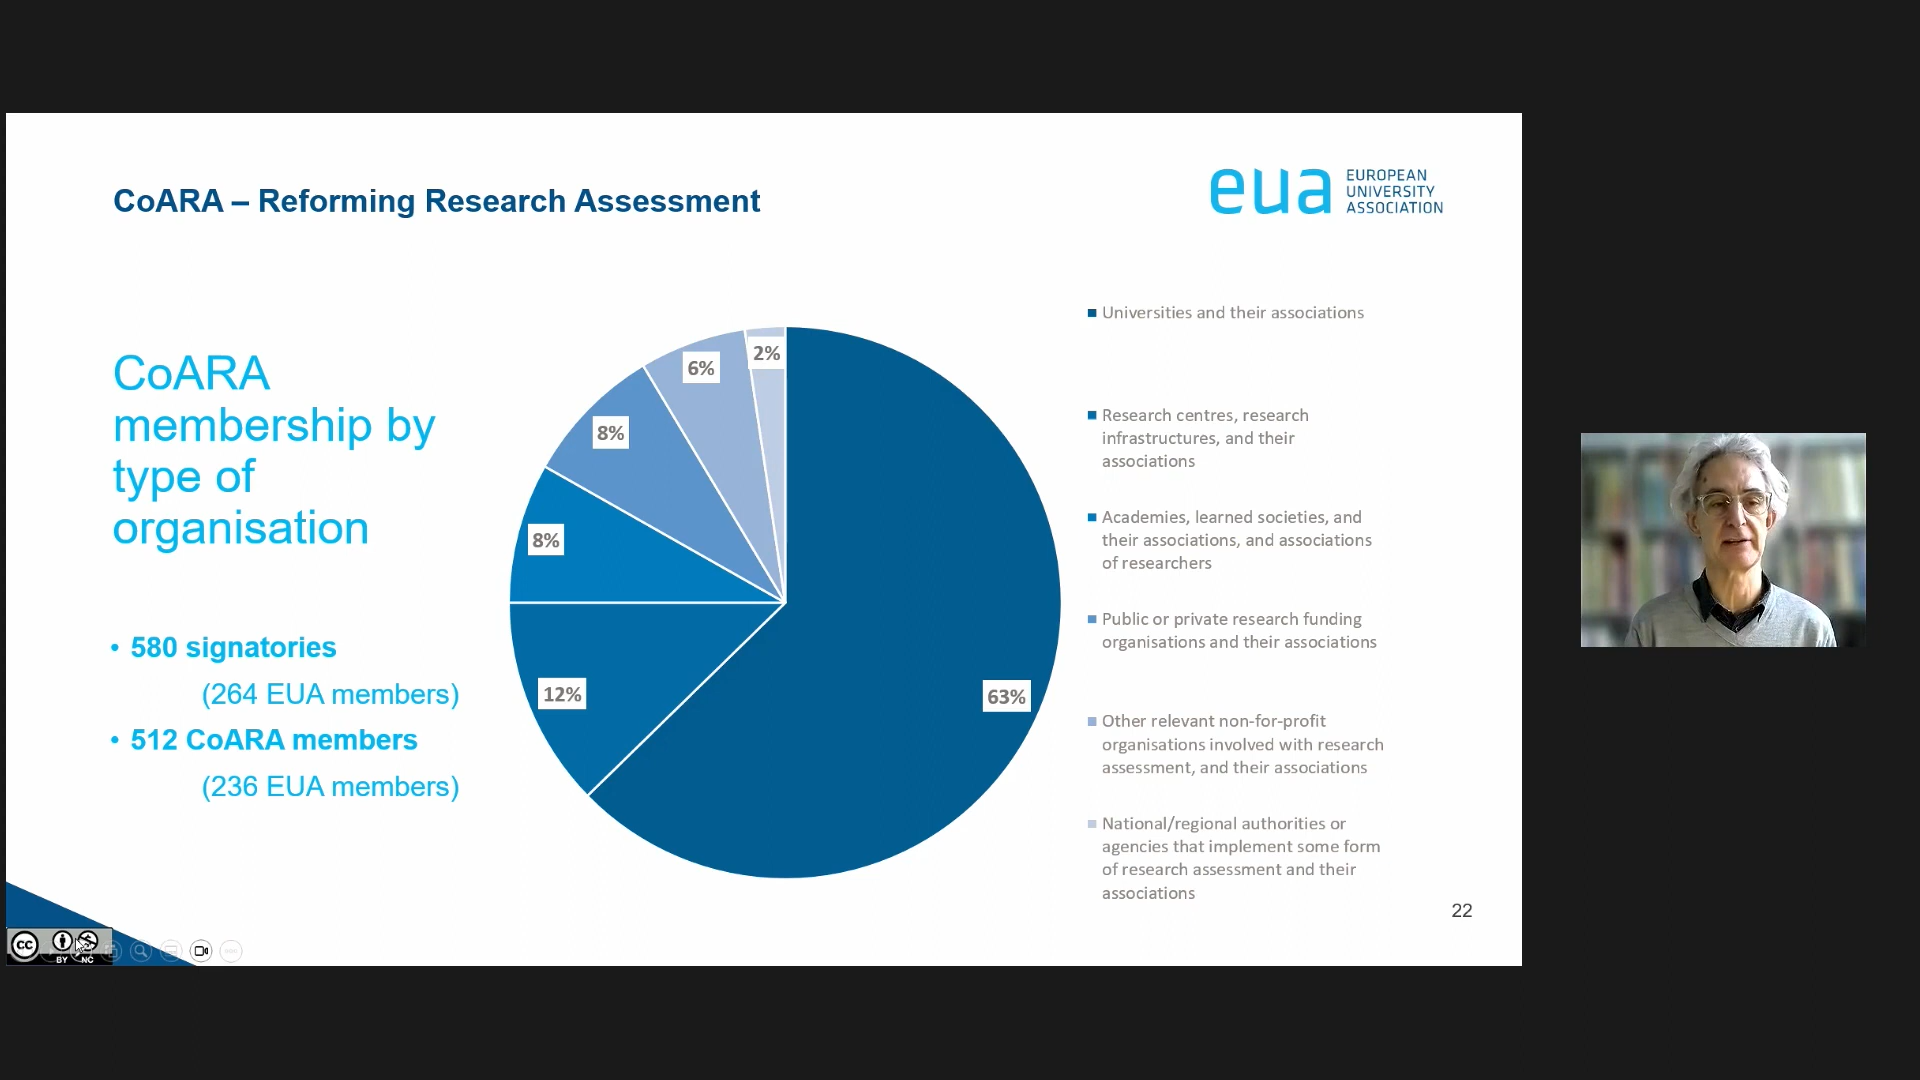 CoARA – Reforming Research Assessment
eua
EUROPEAN
UNIVERSITY
ASSOCIATION
CoARA
membership by
type of
organisation
• 580 signatories
(264 EUA members)
• 512 CoARA members
(236 EUA members)
2%
6%
8%
8%
12%
63%
Universities and their associations
Research centres, research
infrastructures, and their
associations
Academies, learned societies, and
their associations, and associations
of researchers
Public or private research funding
organisations and their associations
Other relevant non-for-profit
organisations involved with research
assessment, and their associations
National/regional authorities or
agencies that implement some form
of research assessment and their
associations
22
cc
BY NC